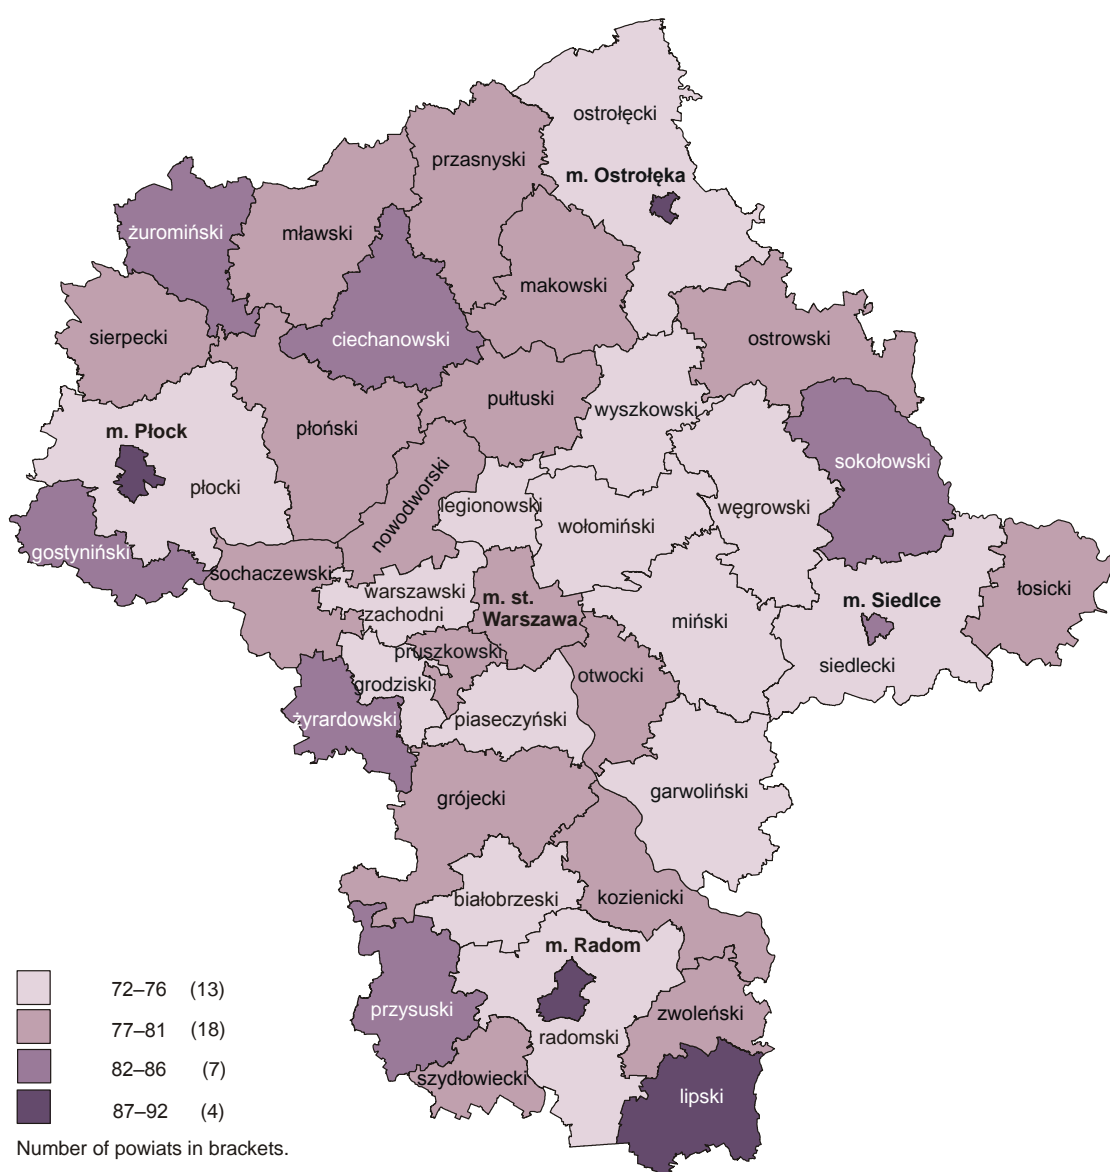 ostrołęcki
przasnyski
m. Ostrołęka
żuromiński
mławski
makowski
sierpecki
ciechanowski
ostrowski
pułtuski
wyszkowski
płoński
m. Płock
sokołowski
płocki
nowodworski
legionowski
węgrowski
wołomiński
gostyniński
sochaczewski
warszawski
zachodni
m. st.
Warszawa
łosicki
m. Siedlce
miński
pruszkowski
siedlecki
otwocki
grodziski
żyrardowski
piaseczyński
grójecki
garwoliński
białobrzeski
kozienicki
m. Radom
przysuski
zwoleński
radomski
szydłowiecki
lipski
72–76 (13)
77–81 (18)
82–86 (7)
87–92 (4)
Number of powiats in brackets.